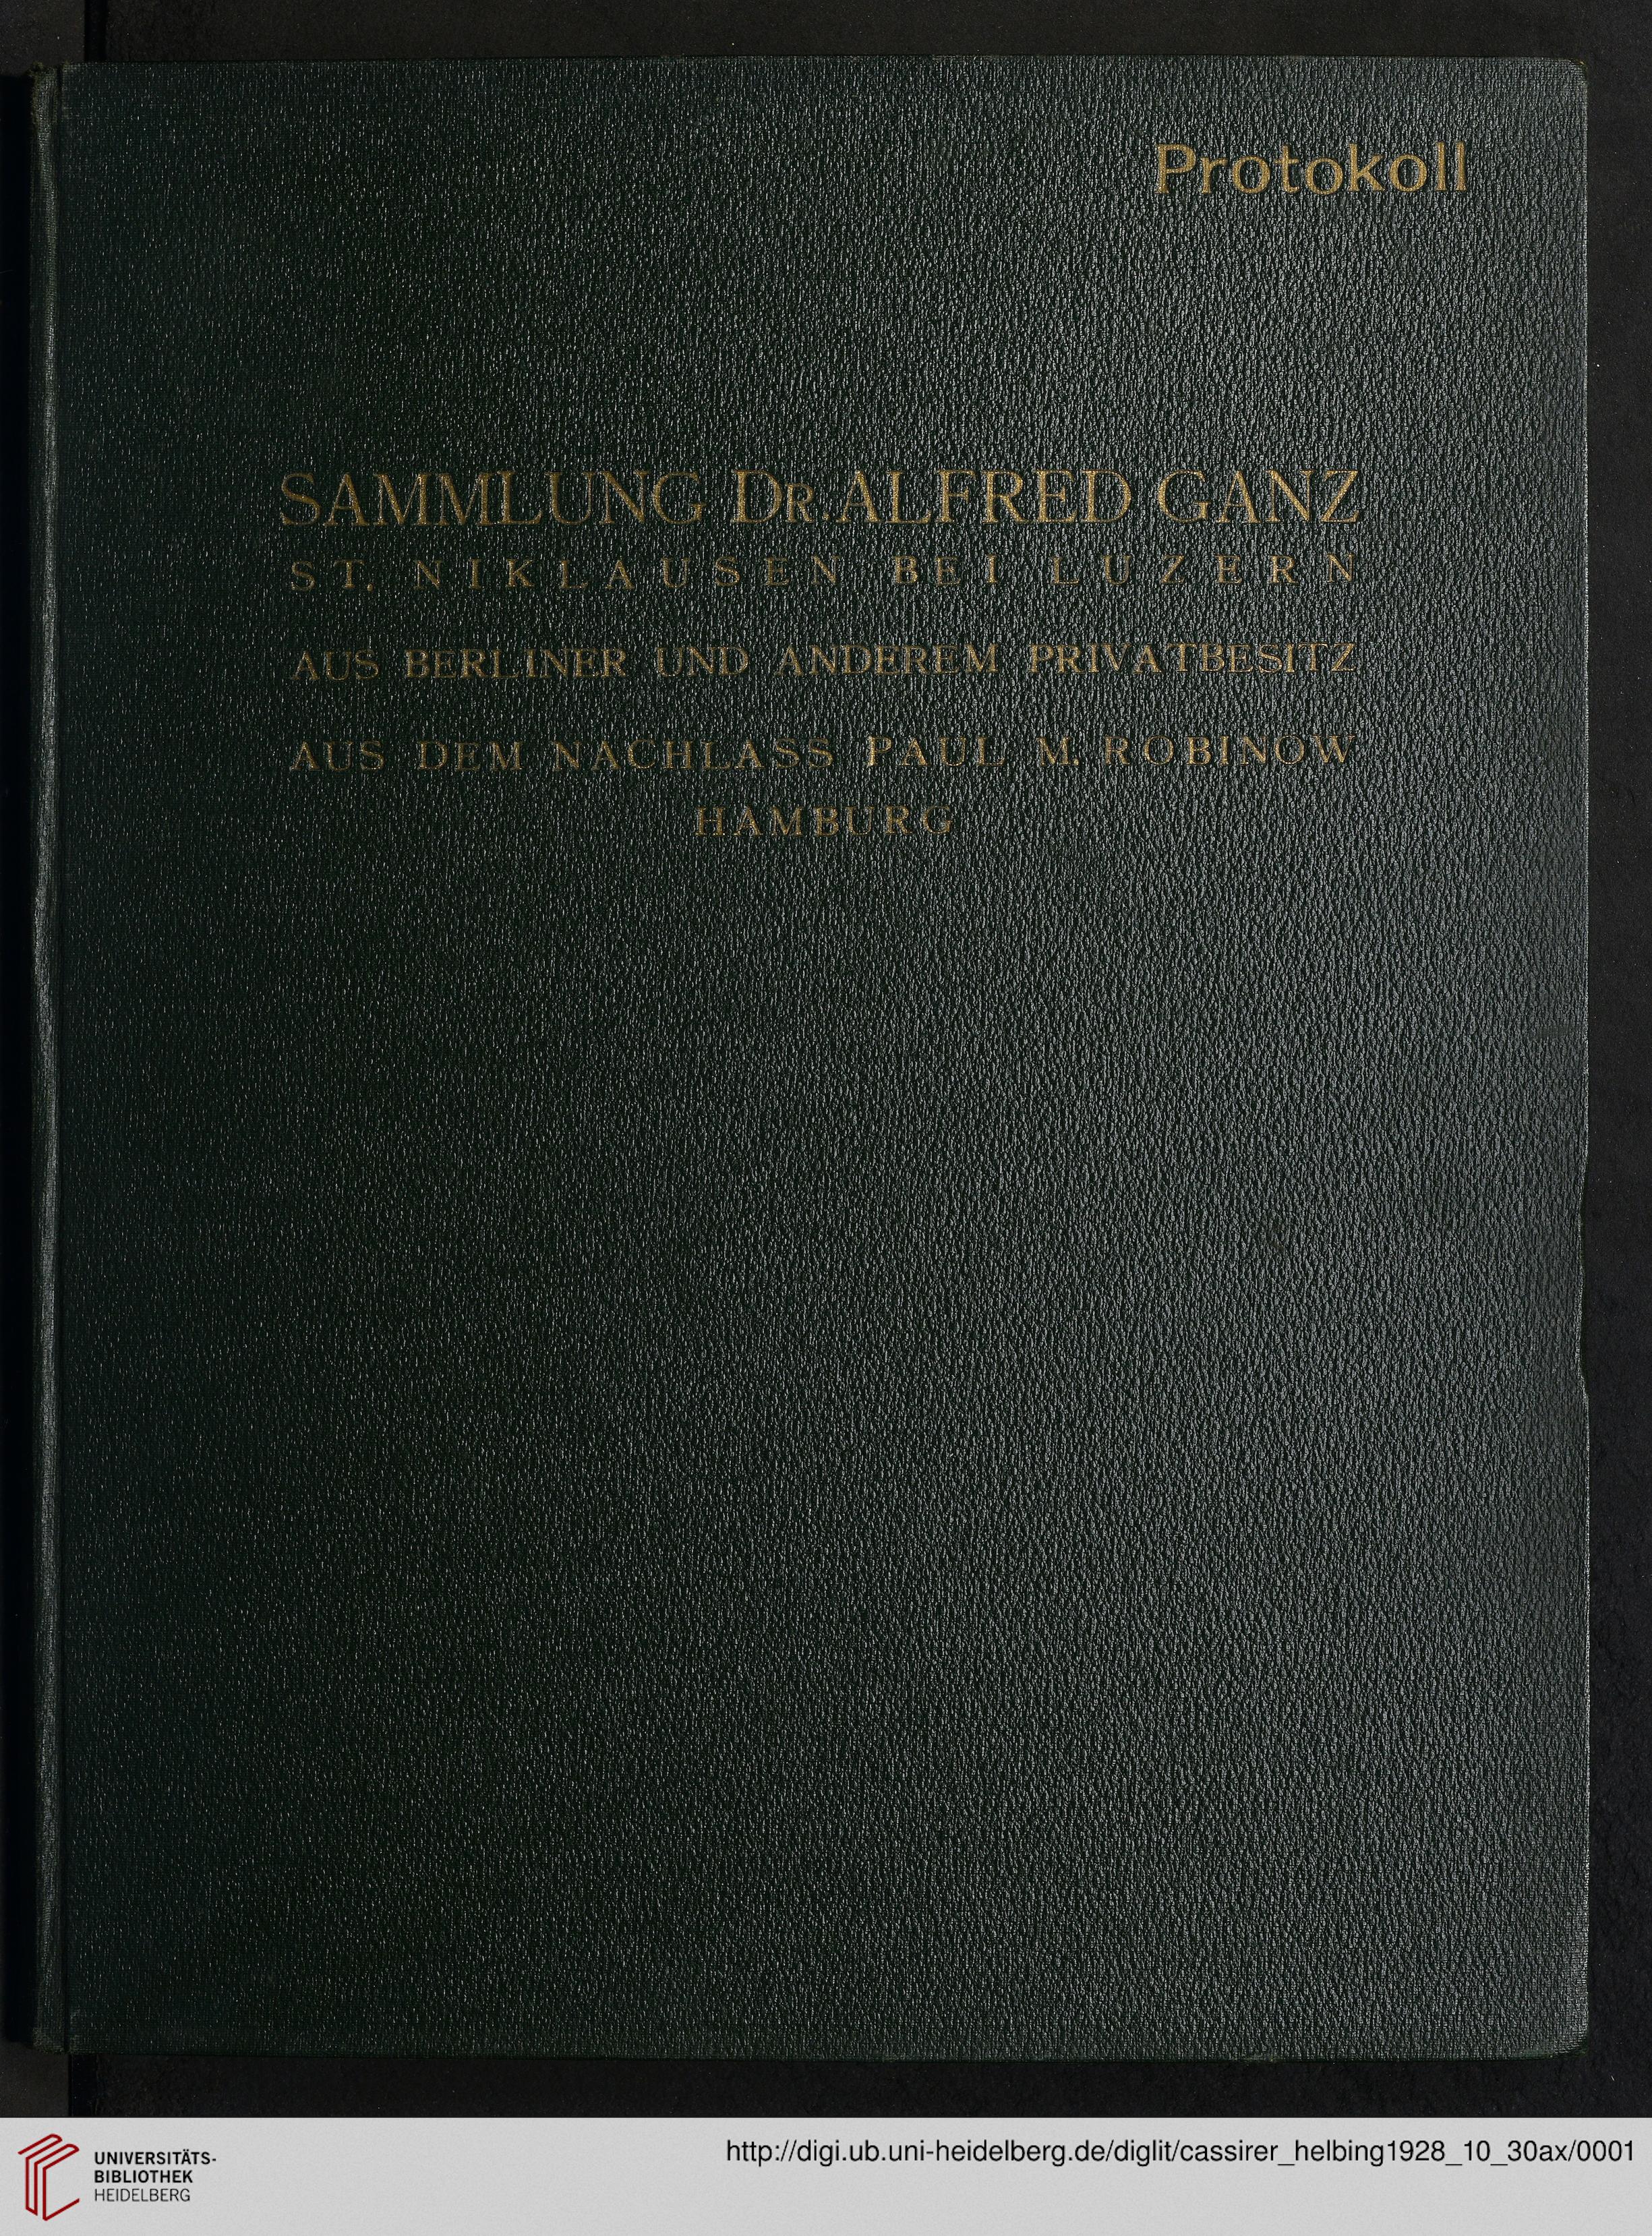 Protokoll
SAMMLUNG DR. ALFRED GANZ
ST. NIKLAUSEN BEI LUZERN
AUS BERLINER UND ANDEREM PRIVATBESITZ
AUS DEM NACHLASS PAUL M. ROBINOW
HAMBURG
UNIVERSITÄTS-
BIBLIOTHEK
HEIDELBERG
http://digi.ub.uni-heidelberg.de/diglit/cassirer_helbing1928_10_30ax/0001